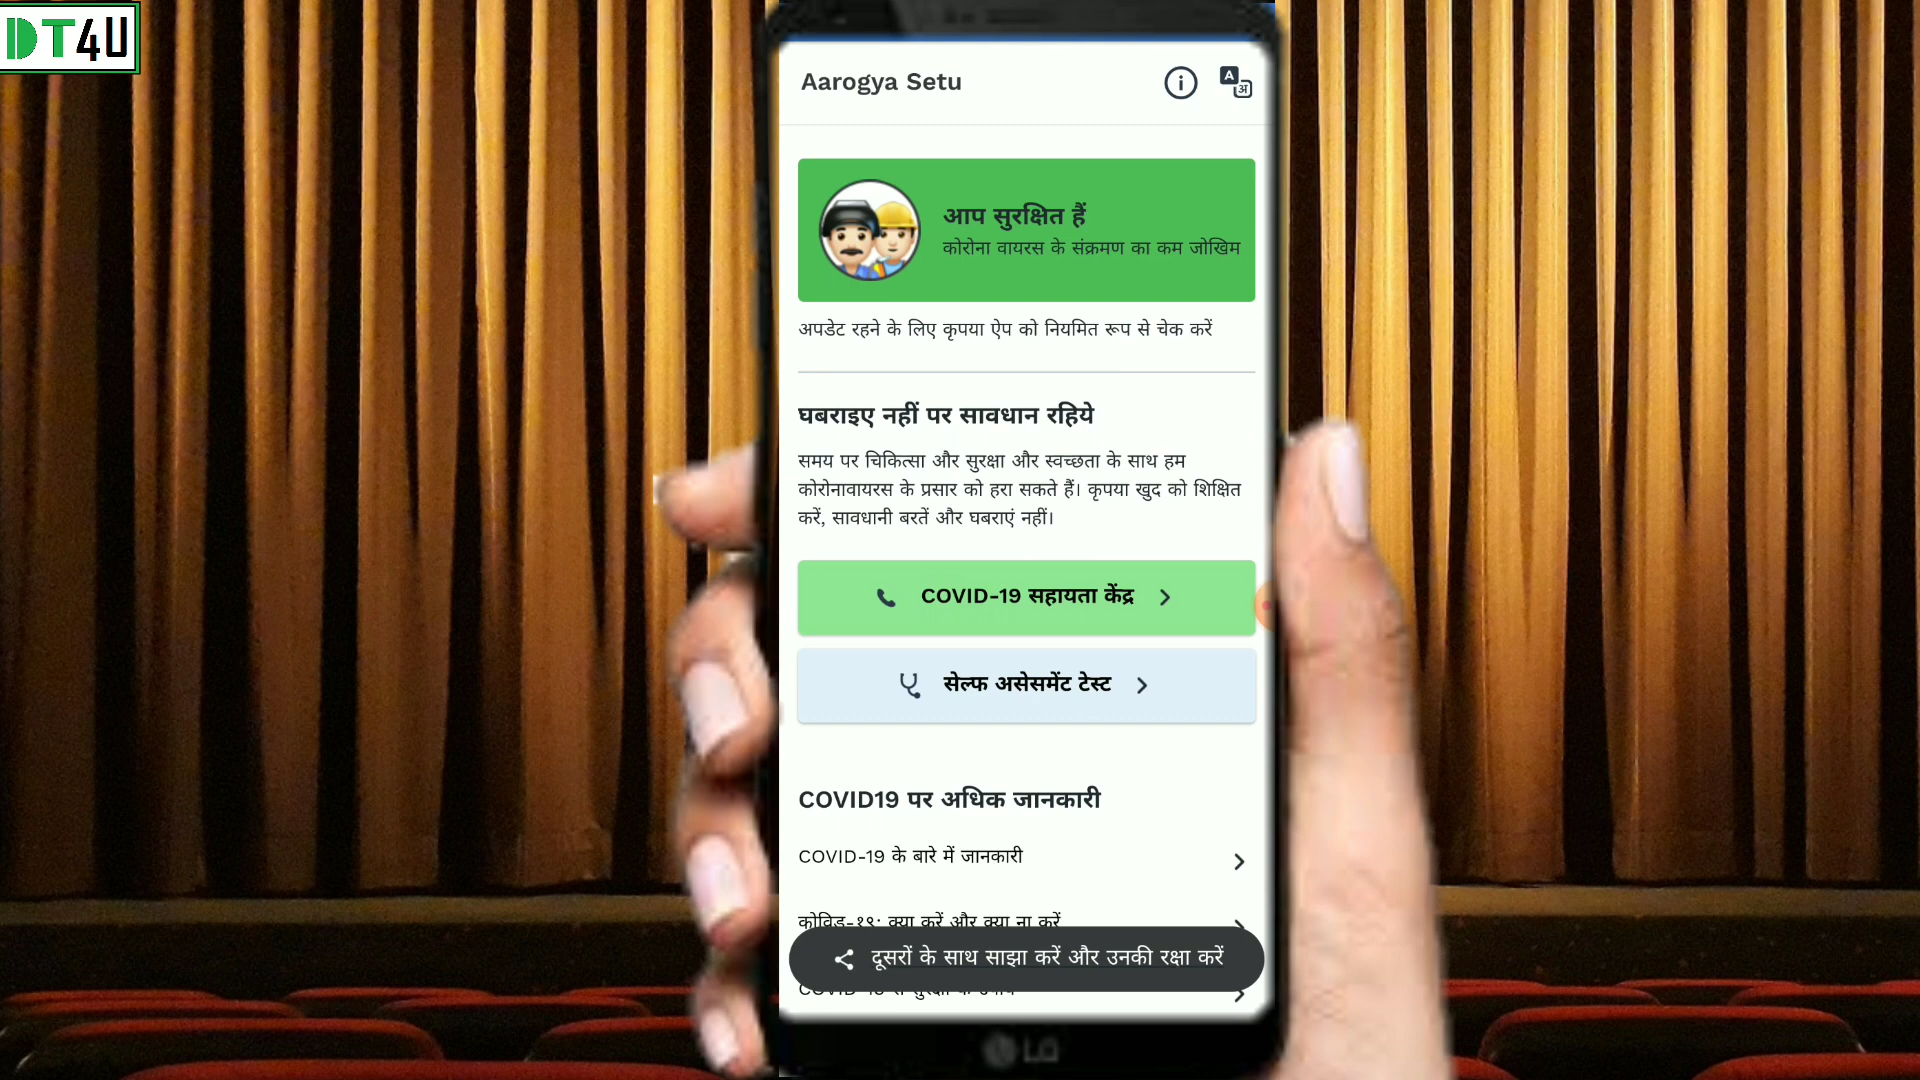 DT4U
Aarogya Setu
आप सुरक्षित हैं
कोरोना वायरस के संक्रमण का कम जोखिम
अपडेट रहने के लिए कृपया ऐप को नियमित रूप से चेक करें
घबराइए नहीं पर सावधान रहिये
समय पर चिकित्सा और सुरक्षा और स्वच्छता के साथ हम
कोरोनावायरस के प्रसार को हरा सकते हैं। कृपया खुद को शिक्षित
करें, सावधानी बरतें और घबराएं नहीं।
COVID-19 सहायता केंद्र
सेल्फ असेसमेंट टेस्ट
COVID19 पर अधिक जानकारी
COVID-19 के बारे में जानकारी
कोविड-१९: क्या करें और क्या ना करें
दूसरों के साथ साझा करें और उनकी रक्षा करें
LG